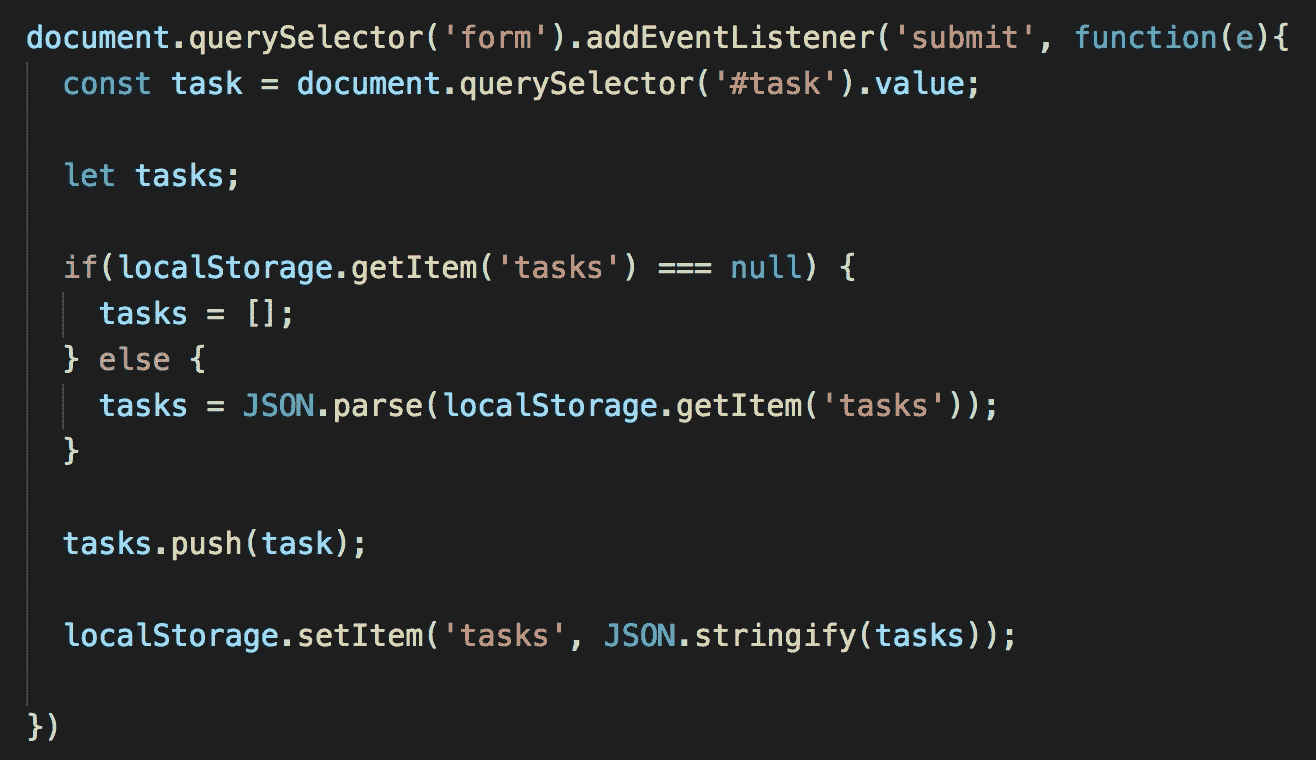 document.querySelector('form').addEventListener('submit', function(e){
  const task = document.querySelector('#task').value;

  let tasks;

  if(localStorage.getItem('tasks') === null) {
    tasks = [];
  } else {
    tasks = JSON.parse(localStorage.getItem('tasks'));
  }

  tasks.push(task);

  localStorage.setItem('tasks', JSON.stringify(tasks));

})